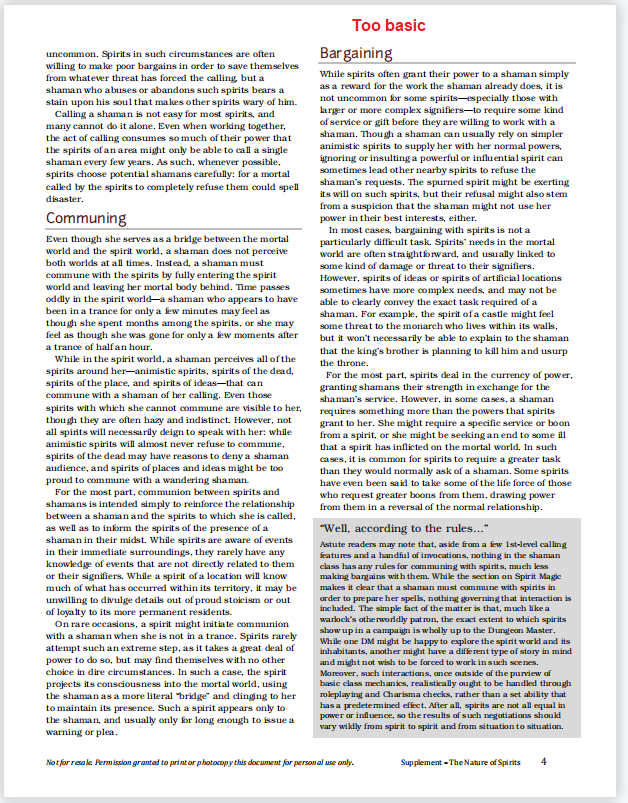 Too basic
uncommon. Spirits in such circumstances are often
willing to make poor bargains in order to save themselves
from whatever threat has forced the calling, but a
shaman who abuses or abandons such spirits bears a
stain upon his soul that makes other spirits wary of him.
Calling a shaman is not easy for most spirits, and
many cannot do it alone. Even when working together,
the act of calling consumes so much of their power that
the spirits of an area might only be able to call a single
shaman every few years. As such, whenever possible,
spirits choose potential shamans carefully: for a mortal
called by the spirits to completely refuse them could spell
disaster.
Communing
Even though she serves as a bridge between the mortal
world and the spirit world, a shaman does not perceive
both worlds at all times. Instead, a shaman must
commune with the spirits by fully entering the spirit
world and leaving her mortal body behind. Time passes
oddly in the spirit world—a shaman who appears to have
been in a trance for only a few minutes may feel as
though she spent months among the spirits, or she may
feel as though she was gone for only a few moments after
a trance of half an hour.
While in the spirit world, a shaman perceives all of the
spirits around her—animistic spirits, spirits of the dead,
spirits of the place, and spirits of ideas—that can
commune with a shaman of her calling. Even those
spirits with which she cannot commune are visible to her,
though they are often hazy and indistinct. However, not
all spirits will necessarily deign to speak with her; while
animistic spirits will almost never refuse to commune,
spirits of the dead may have reasons to deny a shaman
audience, and spirits of places and ideas might be too
proud to commune with a wandering shaman.
For the most part, communion between spirits and
shamans is intended simply to reinforce the relationship
between a shaman and the spirits to which she is called,
as well as to inform the spirits of the presence of a
shaman in their midst. While spirits are aware of events
in their immediate surroundings, they rarely have any
knowledge of events that are not directly related to them
or their signifiers. While a spirit of a location will know
much of what has occurred within its territory, it may be
unwilling to divulge details out of proud stoicism or out
of loyalty to its more permanent residents.
On rare occasions, a spirit might initiate communion
with a shaman when she is not in a trance. Spirits rarely
attempt such an extreme step, as it takes a great deal of
power to do so, but may find themselves with no other
choice in dire circumstances. In such a case, the spirit
projects its consciousness into the mortal world, using
the shaman as a more literal "bridge" and clinging to her
to maintain its presence. Such a spirit appears only to
the shaman, and usually only for long enough to issue a
warning or plea.
Bargaining
While spirits often grant their power to a shaman simply
as a reward for the work the shaman already does, it is
not uncommon for some spirits—especially those with
larger or more complex signifiers—to require some kind
of service or gift before they are willing to work with a
shaman. Though a shaman can usually rely on simpler
animistic spirits to supply her with her normal powers,
ignoring or insulting a powerful or influential spirit can
sometimes lead other nearby spirits to refuse the
shaman's requests. The spurned spirit might be exerting
its will on such spirits, but their refusal might also stem
from a suspicion that the shaman might not use her
power in their best interests, either.
In most cases, bargaining with spirits is not a
particularly difficult task. Spirits' needs in the mortal
world are often straightforward, and usually linked to
some kind of damage or threat to their signifiers.
However, spirits of ideas or spirits of artificial locations
sometimes have more complex needs, and may not be
able to clearly convey the exact task required of a
shaman. For example, the spirit of a castle might feel
some threat to the monarch who lives within its walls,
but it won't necessarily be able to explain to the shaman
that the king's brother is planning to kill him and usurp
the throne.
For the most part, spirits deal in the currency of power,
granting shamans their strength in exchange for the
shaman's service. However, in some cases, a shaman
requires something more than the powers that spirits
grant to her. She might require a specific service or boon
from a spirit, or she might be seeking an end to some ill
that a spirit has inflicted on the mortal world. In such
cases, it is common for spirits to require a greater task
than they would normally ask of a shaman. Some spirits
have even been said to take some of the life force of those
who request greater boons from them, drawing power
from them in a reversal of the normal relationship.
"Well, according to the rules…"
Astute readers may note that, aside from a few 1st-level calling
features and a handful of invocations, nothing in the shaman
class has any rules for communing with spirits, much less
making bargains with them. While the section on Spirit Magic
makes it clear that a shaman must commune with spirits in
order to prepare her spells, nothing governing that interaction is
included. The simple fact of the matter is that, much like a
warlock's otherworldly patron, the exact extent to which spirits
show up in a campaign is wholly up to the Dungeon Master.
While one DM might be happy to explore the spirit world and its
inhabitants, another might have a different type of story in mind
and might not wish to be forced to work in such scenes.
Moreover, such interactions, once outside of the purview of
basic class mechanics, realistically ought to be handled through
roleplaying and Charisma checks, rather than a set ability that
has a predetermined effect. After all, spirits are not all equal in
power or influence, so the results of such negotiations should
vary wildly from spirit to spirit and from situation to situation.
Not for resale. Permission granted to print or photocopy this document for personal use only. Supplement • The Nature of Spirits 4